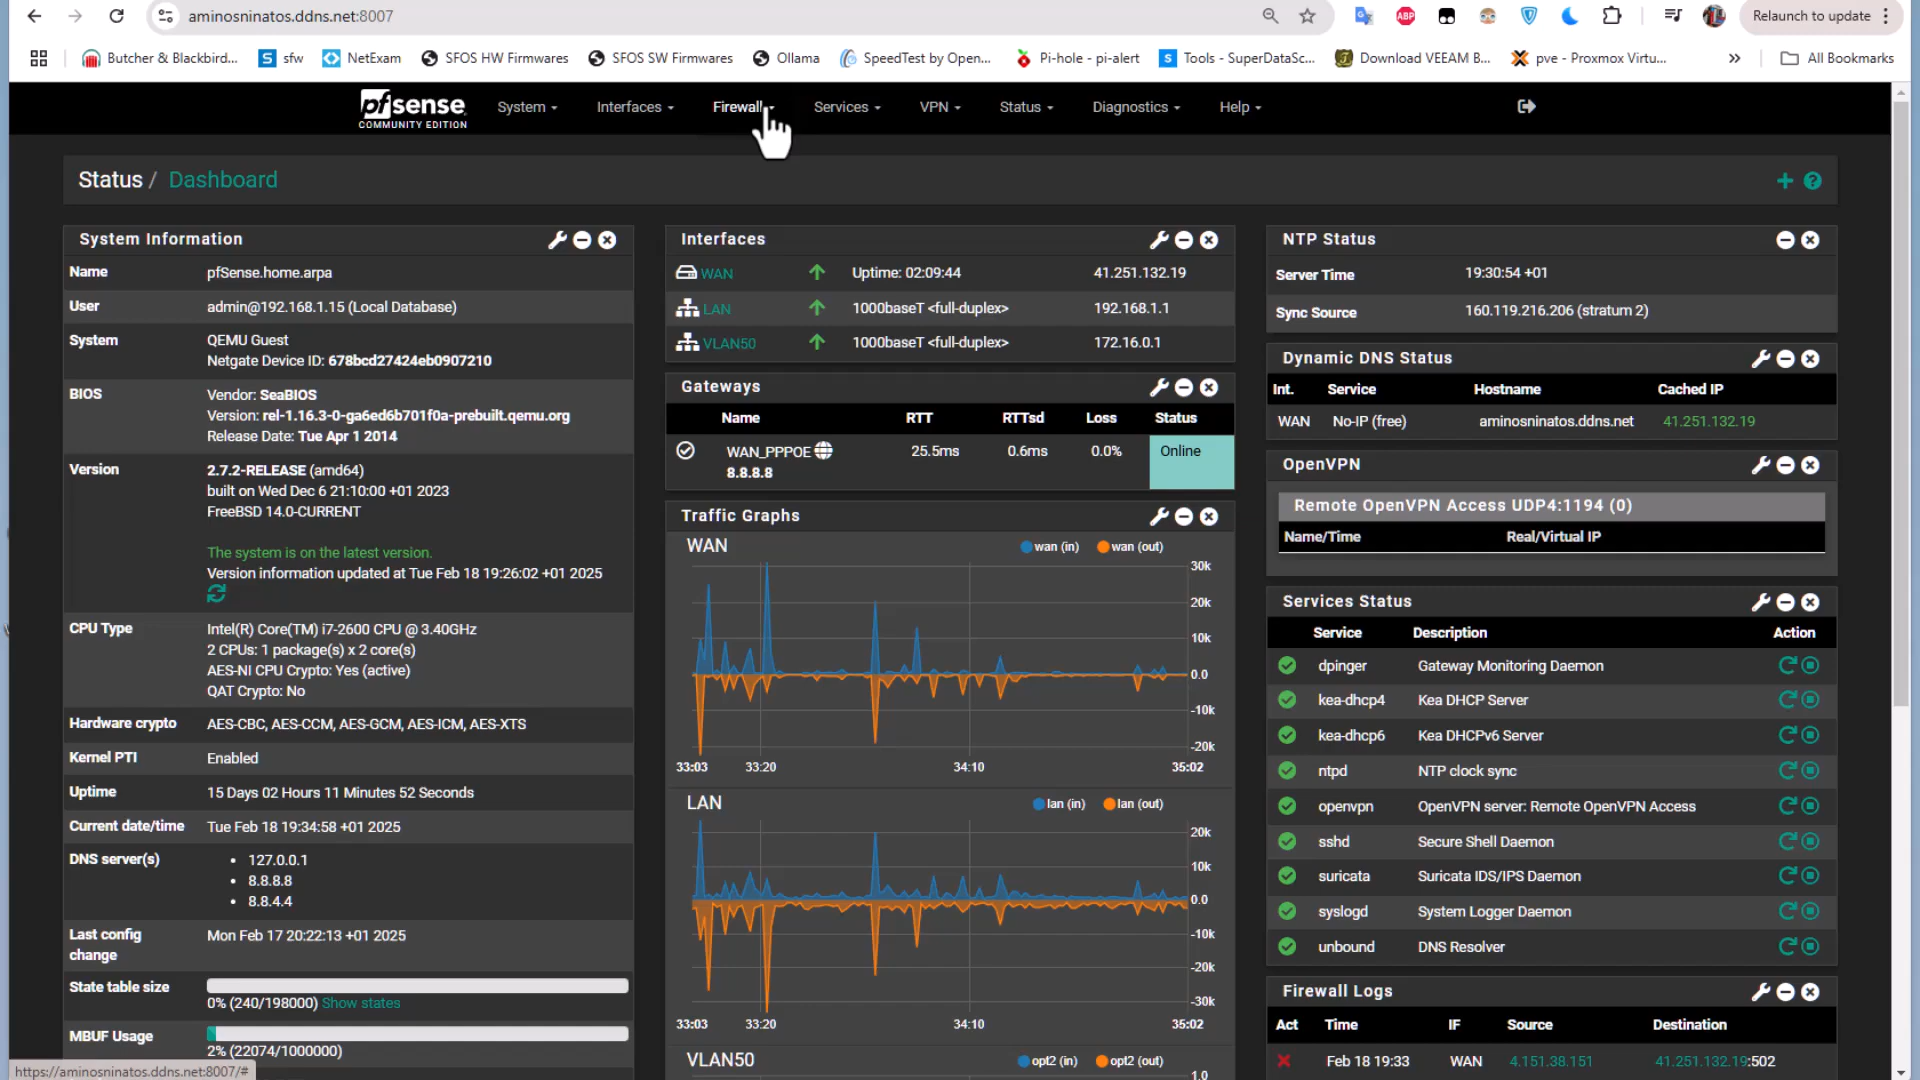 aminosninatos.ddns.net:8007
Relaunch to update
Butcher & Blackbird...
sfw
NetExam
SFOS HW Firmwares
SFOS SW Firmwares
Ollama
SpeedTest by Open...
Pi-hole - pi-alert
Tools - SuperDataSc...
Download VEEAM B...
pve - Proxmox Virtu...
All Bookmarks
pfsense
COMMUNITY EDITION
System
Interfaces
Firewall
Services
VPN
Status
Diagnostics
Help
Status / Dashboard
System Information
Name pfSense.home.arpa
User admin@192.168.1.15 (Local Database)
System QEMU Guest
Netgate Device ID: 678bcd27424eb0907210
BIOS Vendor: SeaBIOS
Version: rel-1.16.3-0-ga6ed6b701f0a-prebuilt.qemu.org
Release Date: Tue Apr 1 2014
Version 2.7.2-RELEASE (amd64)
built on Wed Dec 6 21:10:00 +01 2023
FreeBSD 14.0-CURRENT
The system is on the latest version.
Version information updated at Tue Feb 18 19:26:02 +01 2025
CPU Type Intel(R) Core(TM) i7-2600 CPU @ 3.40GHz
2 CPUs: 1 package(s) x 2 core(s)
AES-NI CPU Crypto: Yes (active)
QAT Crypto: No
Hardware crypto AES-CBC, AES-CCM, AES-GCM, AES-ICM, AES-XTS
Kernel PTI Enabled
Uptime 15 Days 02 Hours 11 Minutes 52 Seconds
Current date/time Tue Feb 18 19:34:58 +01 2025
DNS server(s)
• 127.0.0.1
• 8.8.8.8
• 8.8.4.4
Last config change Mon Feb 17 20:22:13 +01 2025
State table size
0% (240/198000) Show states
MBUF Usage
2% (22074/1000000)
https://aminosninatos.ddns.net:8007/#
Interfaces
WAN Uptime: 02:09:44 41.251.132.19
LAN 1000baseT <full-duplex> 192.168.1.1
VLAN50 1000baseT <full-duplex> 172.16.0.1
Gateways
Name RTT RTTsd Loss Status
WAN_PPPOE 25.5ms 0.6ms 0.0% Online
8.8.8.8
Traffic Graphs
WAN wan (in) wan (out)
30k
20k
10k
0.0
-10k
-20k
33:03 33:20 34:10 35:02
LAN lan (in) lan (out)
20k
10k
0.0
-10k
-20k
-30k
33:03 33:20 34:10 35:02
VLAN50 opt2 (in) opt2 (out)
1.0
NTP Status
Server Time 19:30:54 +01
Sync Source 160.119.216.206 (stratum 2)
Dynamic DNS Status
Int. Service Hostname Cached IP
WAN No-IP (free) aminosninatos.ddns.net 41.251.132.19
OpenVPN
Remote OpenVPN Access UDP4:1194 (0)
Name/Time Real/Virtual IP
Services Status
Service Description Action
dpinger Gateway Monitoring Daemon
kea-dhcp4 Kea DHCP Server
kea-dhcp6 Kea DHCPv6 Server
ntpd NTP clock sync
openvpn OpenVPN server: Remote OpenVPN Access
sshd Secure Shell Daemon
suricata Suricata IDS/IPS Daemon
syslogd System Logger Daemon
unbound DNS Resolver
Firewall Logs
Act Time IF Source Destination
Feb 18 19:33 WAN 4.151.38.151 41.251.132.19:502